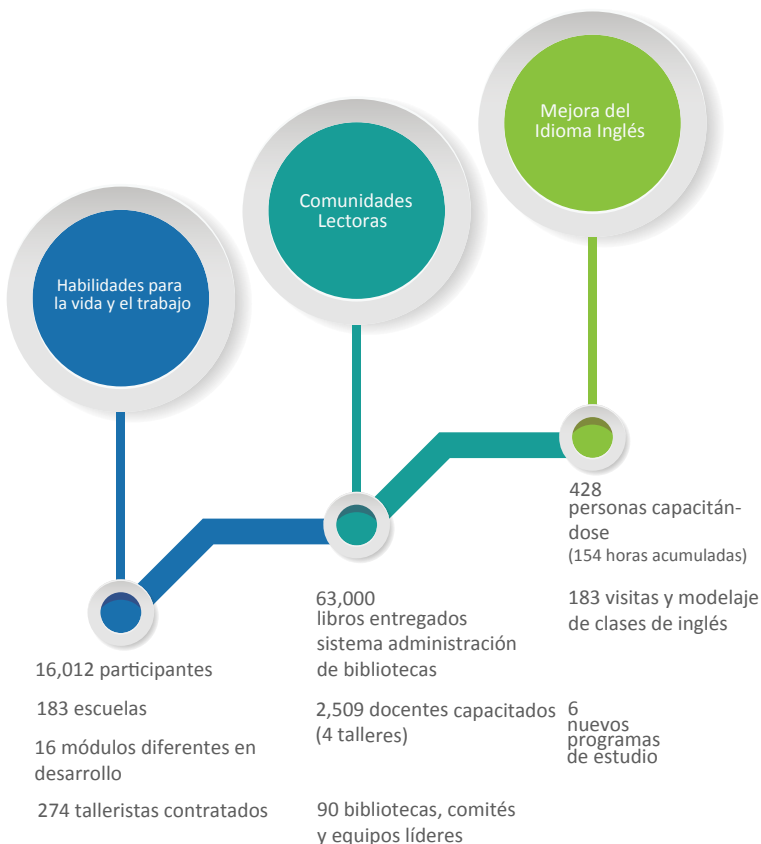 Mejora del
Idioma Inglés
Comunidades
Lectoras
Habilidades para
la vida y el trabajo
16,012 participantes
183 escuelas
16 módulos diferentes en
desarrollo
274 talleristas contratados
63,000
libros entregados
sistema administración
de bibliotecas
2,509 docentes capacitados
(4 talleres)
90 bibliotecas, comités
y equipos líderes
428
personas capacitán-
dose
(154 horas acumuladas)
183 visitas y modelaje
de clases de inglés
6
nuevos
programas
de estudio